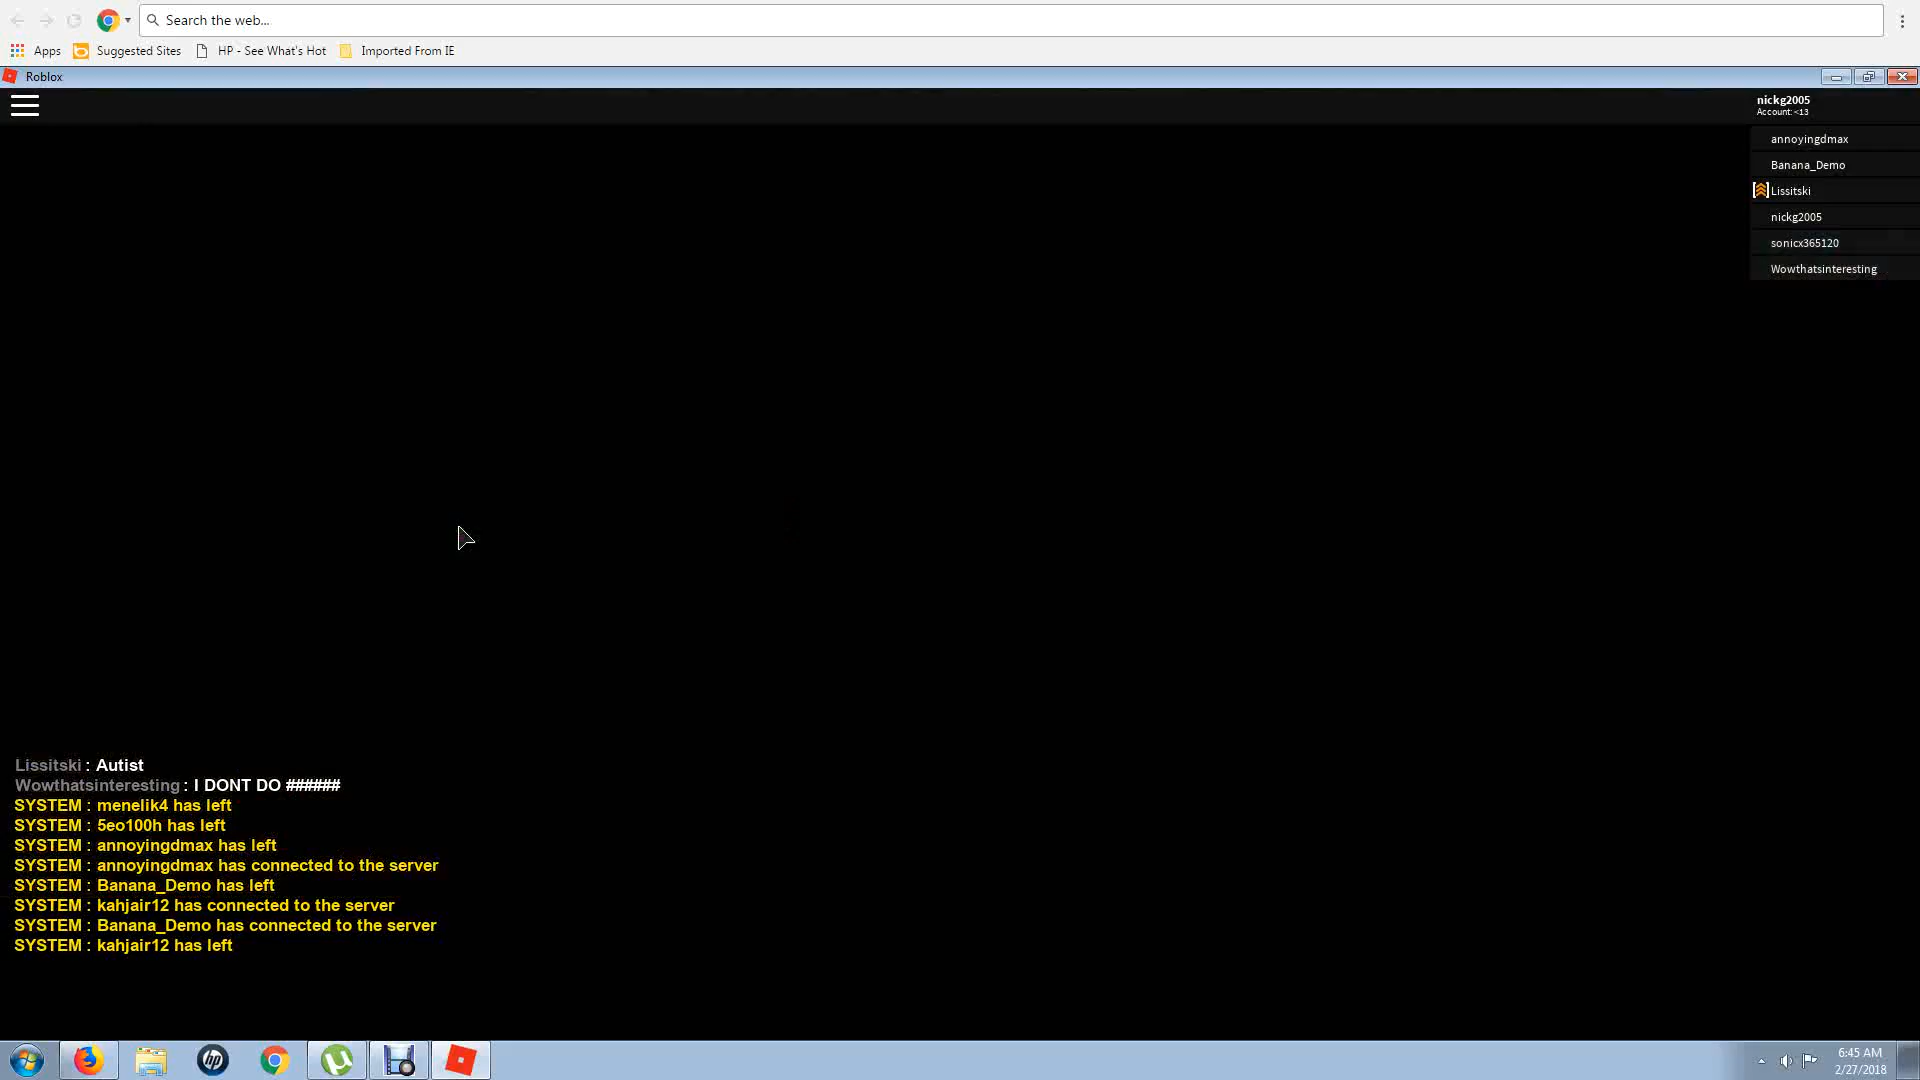 Search the web...
Apps Suggested Sites HP - See What's Hot Imported From IE
Roblox
nickg2005
Account: <13
annoyingdmax
Banana_Demo
Lissitski
nickg2005
sonicx365120
Wowthatsinteresting
Lissitski : Autist
Wowthatsinteresting : I DONT DO ######
SYSTEM : menelik4 has left
SYSTEM : 5eo100h has left
SYSTEM : annoyingdmax has left
SYSTEM : annoyingdmax has connected to the server
SYSTEM : Banana_Demo has left
SYSTEM : kahjair12 has connected to the server
SYSTEM : Banana_Demo has connected to the server
SYSTEM : kahjair12 has left
hp
6:45 AM
2/27/2018